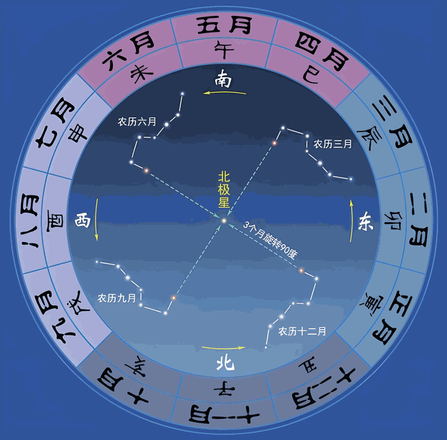 五月
四月
三月
二月
正月
十二月
十一月
十月
九月
八月
七月
六月
午
巳
辰
卯
寅
丑
子
亥
戌
酉
申
未
南
东
北
西
农历六月
农历三月
北极星
3个月旋转90度
农历九月
农历十二月